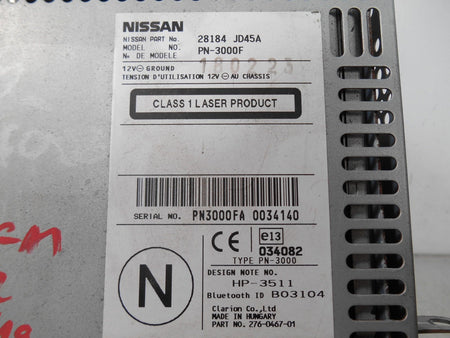 NISSAN
NISSAN PART No. 28184 JD45A
MODEL NO. PN-3000F
No DE MODELE
12V⊖GROUND 180223
TENSION D'UTILISATION 12V⊖AU CHASSIS
CLASS 1 LASER PRODUCT
SERIAL NO. PN3000FA 0034140
CE e13
034082
TYPE PN-3000
N
DESIGN NOTE NO.
HP-3511
Bluetooth ID B03104
Clarion Co.,Ltd
MADE IN HUNGARY
PART NO. 276-0467-01